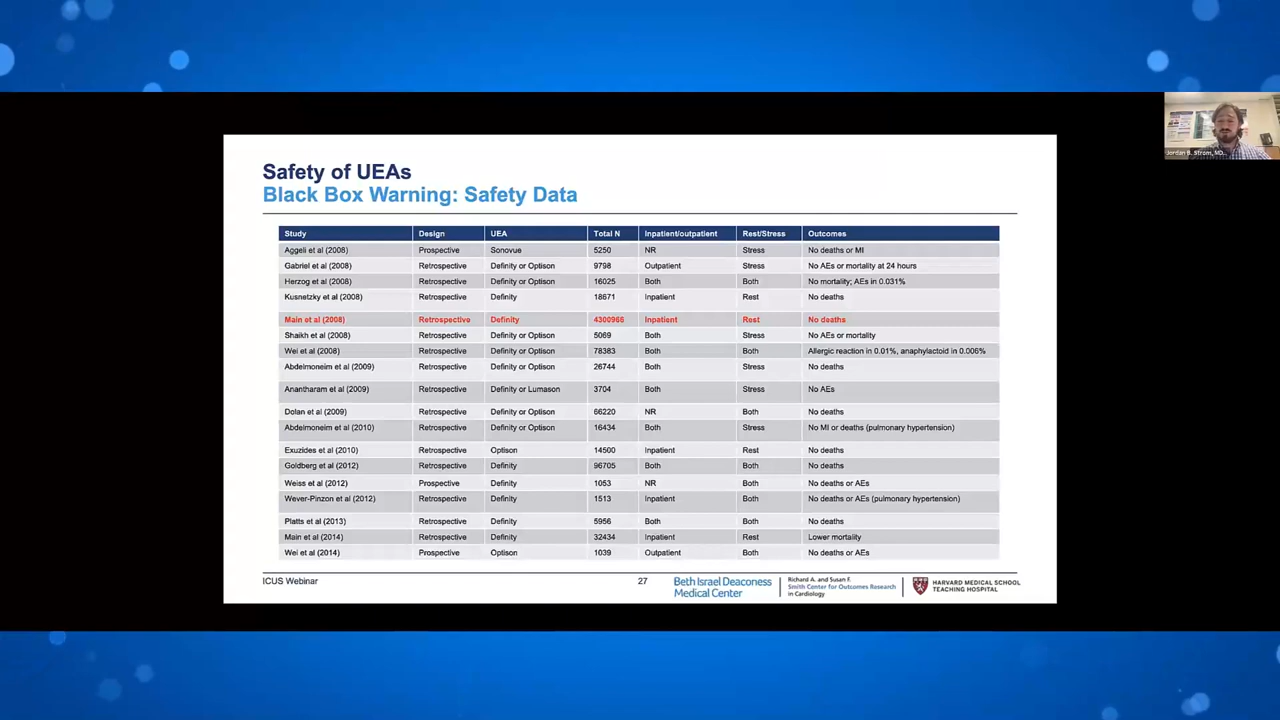 Jordan B. Strom, MD...
Safety of UEAs
Black Box Warning: Safety Data
Study Design UEA Total N Inpatient/outpatient Rest/Stress Outcomes
Aggeli et al (2008) Prospective Sonovue 5250 NR Stress No deaths or MI
Gabriel et al (2008) Retrospective Definity or Optison 9798 Outpatient Stress No AEs or mortality at 24 hours
Herzog et al (2008) Retrospective Definity or Optison 16025 Both Both No mortality; AEs in 0.031%
Kusnetzky et al (2008) Retrospective Definity 18671 Inpatient Rest No deaths
Main et al (2008) Retrospective Definity 4300966 Inpatient Rest No deaths
Shaikh et al (2008) Retrospective Definity or Optison 5069 Both Stress No AEs or mortality
Wei et al (2008) Retrospective Definity or Optison 78383 Both Both Allergic reaction in 0.01%, anaphylactoid in 0.006%
Abdelmoneim et al (2009) Retrospective Definity or Optison 26744 Both Stress No deaths
Anantharam et al (2009) Retrospective Definity or Lumason 3704 Both Stress No AEs
Dolan et al (2009) Retrospective Definity or Optison 66220 NR Both No deaths
Abdelmoneim et al (2010) Retrospective Definity or Optison 16434 Both Stress No MI or deaths (pulmonary hypertension)
Exuzides et al (2010) Retrospective Optison 14500 Inpatient Rest No deaths
Goldberg et al (2012) Retrospective Definity 96705 Both Both No deaths
Weiss et al (2012) Prospective Definity 1053 NR Both No deaths or AEs
Wever-Pinzon et al (2012) Retrospective Definity 1513 Inpatient Both No deaths or AEs (pulmonary hypertension)
Platts et al (2013) Retrospective Definity 5956 Both Both No deaths
Main et al (2014) Retrospective Definity 32434 Inpatient Rest Lower mortality
Wei et al (2014) Prospective Optison 1039 Outpatient Both No deaths or AEs
ICUS Webinar
27
Beth Israel Deaconess
Medical Center
Richard A. and Susan F.
Smith Center for Outcomes Research
in Cardiology
HARVARD MEDICAL SCHOOL
TEACHING HOSPITAL